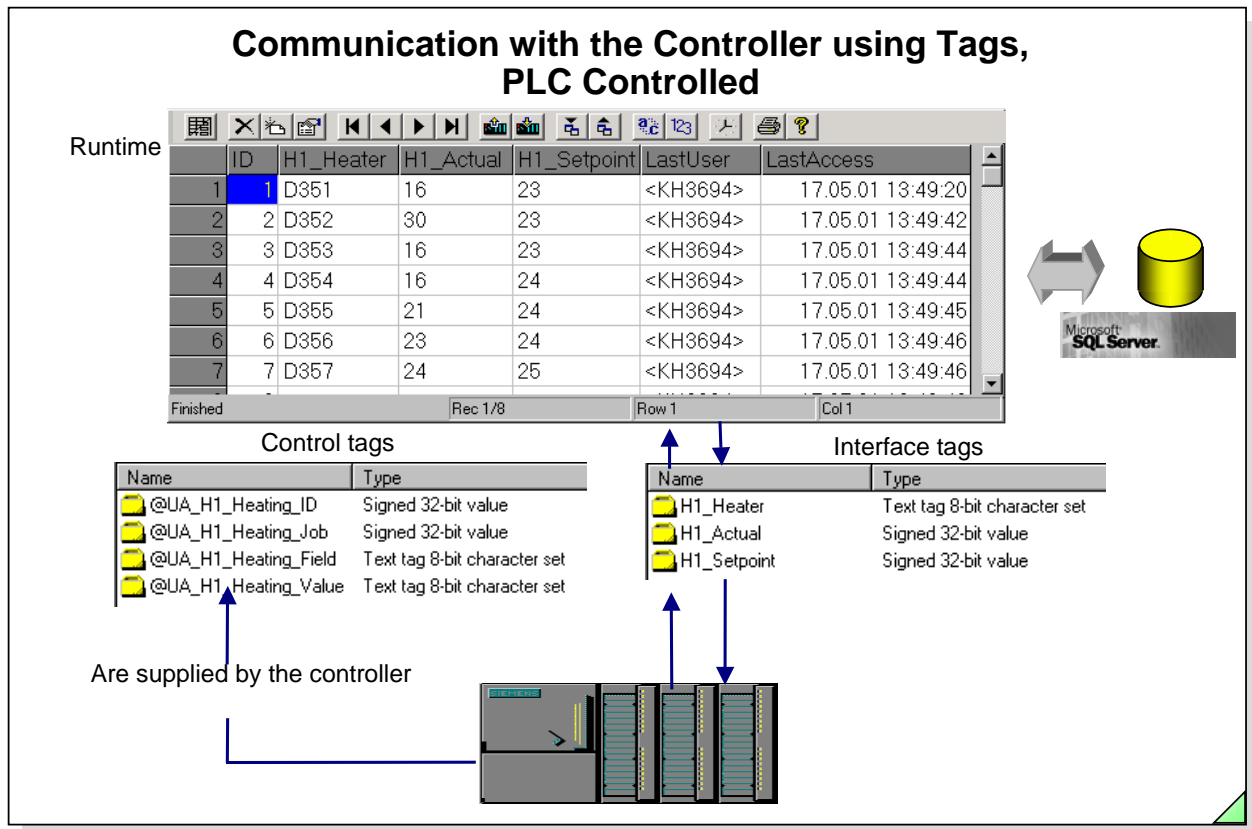 Communication with the Controller using Tags,
PLC Controlled
Runtime
ID H1_Heater H1_Actual H1_Setpoint LastUser LastAccess
1 1 D351 16 23 <KH3694> 17.05.01 13:49:20
2 2 D352 30 23 <KH3694> 17.05.01 13:49:42
3 3 D353 16 23 <KH3694> 17.05.01 13:49:44
4 4 D354 16 24 <KH3694> 17.05.01 13:49:44
5 5 D355 21 24 <KH3694> 17.05.01 13:49:45
6 6 D356 23 24 <KH3694> 17.05.01 13:49:46
7 7 D357 24 25 <KH3694> 17.05.01 13:49:46
Finished Rec 1/8 Row 1 Col 1
Microsoft
SQL Server
Control tags
Name Type
@UA_H1_Heating_ID Signed 32-bit value
@UA_H1_Heating_Job Signed 32-bit value
@UA_H1_Heating_Field Text tag 8-bit character set
@UA_H1_Heating_Value Text tag 8-bit character set
Interface tags
Name Type
H1_Heater Text tag 8-bit character set
H1_Actual Signed 32-bit value
H1_Setpoint Signed 32-bit value
Are supplied by the controller
SIEMENS